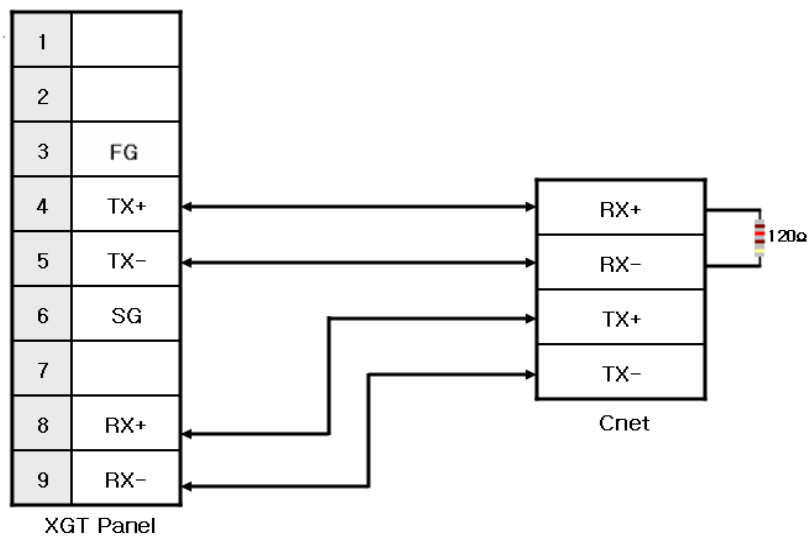 1
2
3 FG
4 TX+
5 TX-
6 SG
7
8 RX+
9 RX-
XGT Panel
RX+
RX-
TX+
TX-
Cnet
120Ω